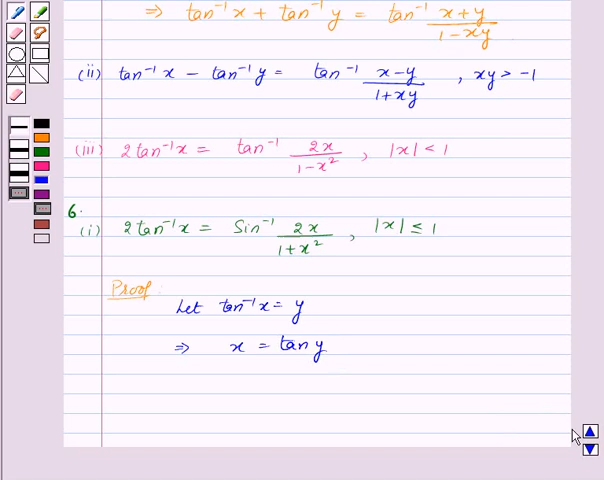 ⇒ tan⁻¹x + tan⁻¹y = tan⁻¹ (x+y)/(1-xy)
(ii) tan⁻¹x - tan⁻¹y = tan⁻¹ (x-y)/(1+xy) , xy > -1
(iii) 2tan⁻¹x = tan⁻¹ 2x/(1-x²) , |x| < 1
6.
(i) 2tan⁻¹x = Sin⁻¹ 2x/(1+x²) , |x| ≤ 1
Proof:
Let tan⁻¹x = y
⇒ x = tan y